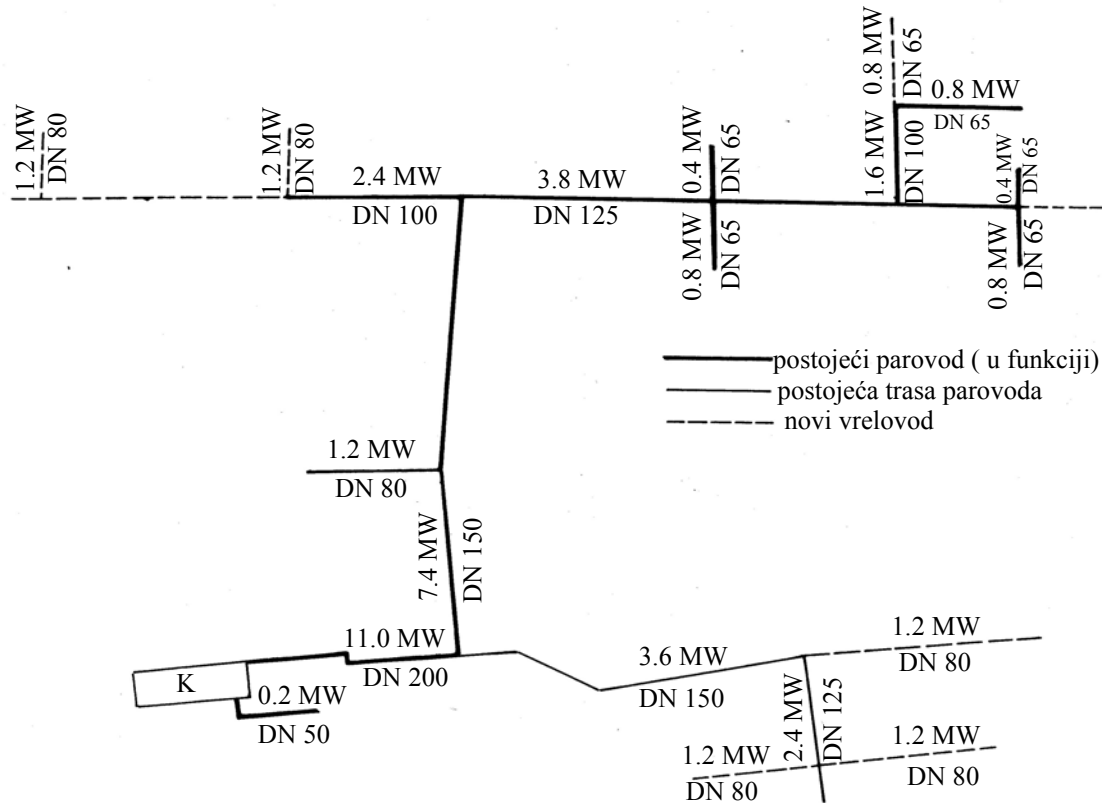 0.8 MW
DN 65
0.8 MW
DN 65
1.2 MW
DN 80
1.2 MW
DN 80
2.4 MW
DN 100
3.8 MW
DN 125
0.4 MW
DN 65
0.8 MW
DN 65
1.6 MW
DN 100
0.4 MW
DN 65
0.8 MW
DN 65
postojeći parovod ( u funkciji)
postojeća trasa parovoda
novi vrelovod
1.2 MW
DN 80
7.4 MW
DN 150
11.0 MW
DN 200
K
0.2 MW
DN 50
3.6 MW
DN 150
1.2 MW
DN 80
2.4 MW
DN 125
1.2 MW
DN 80
1.2 MW
DN 80